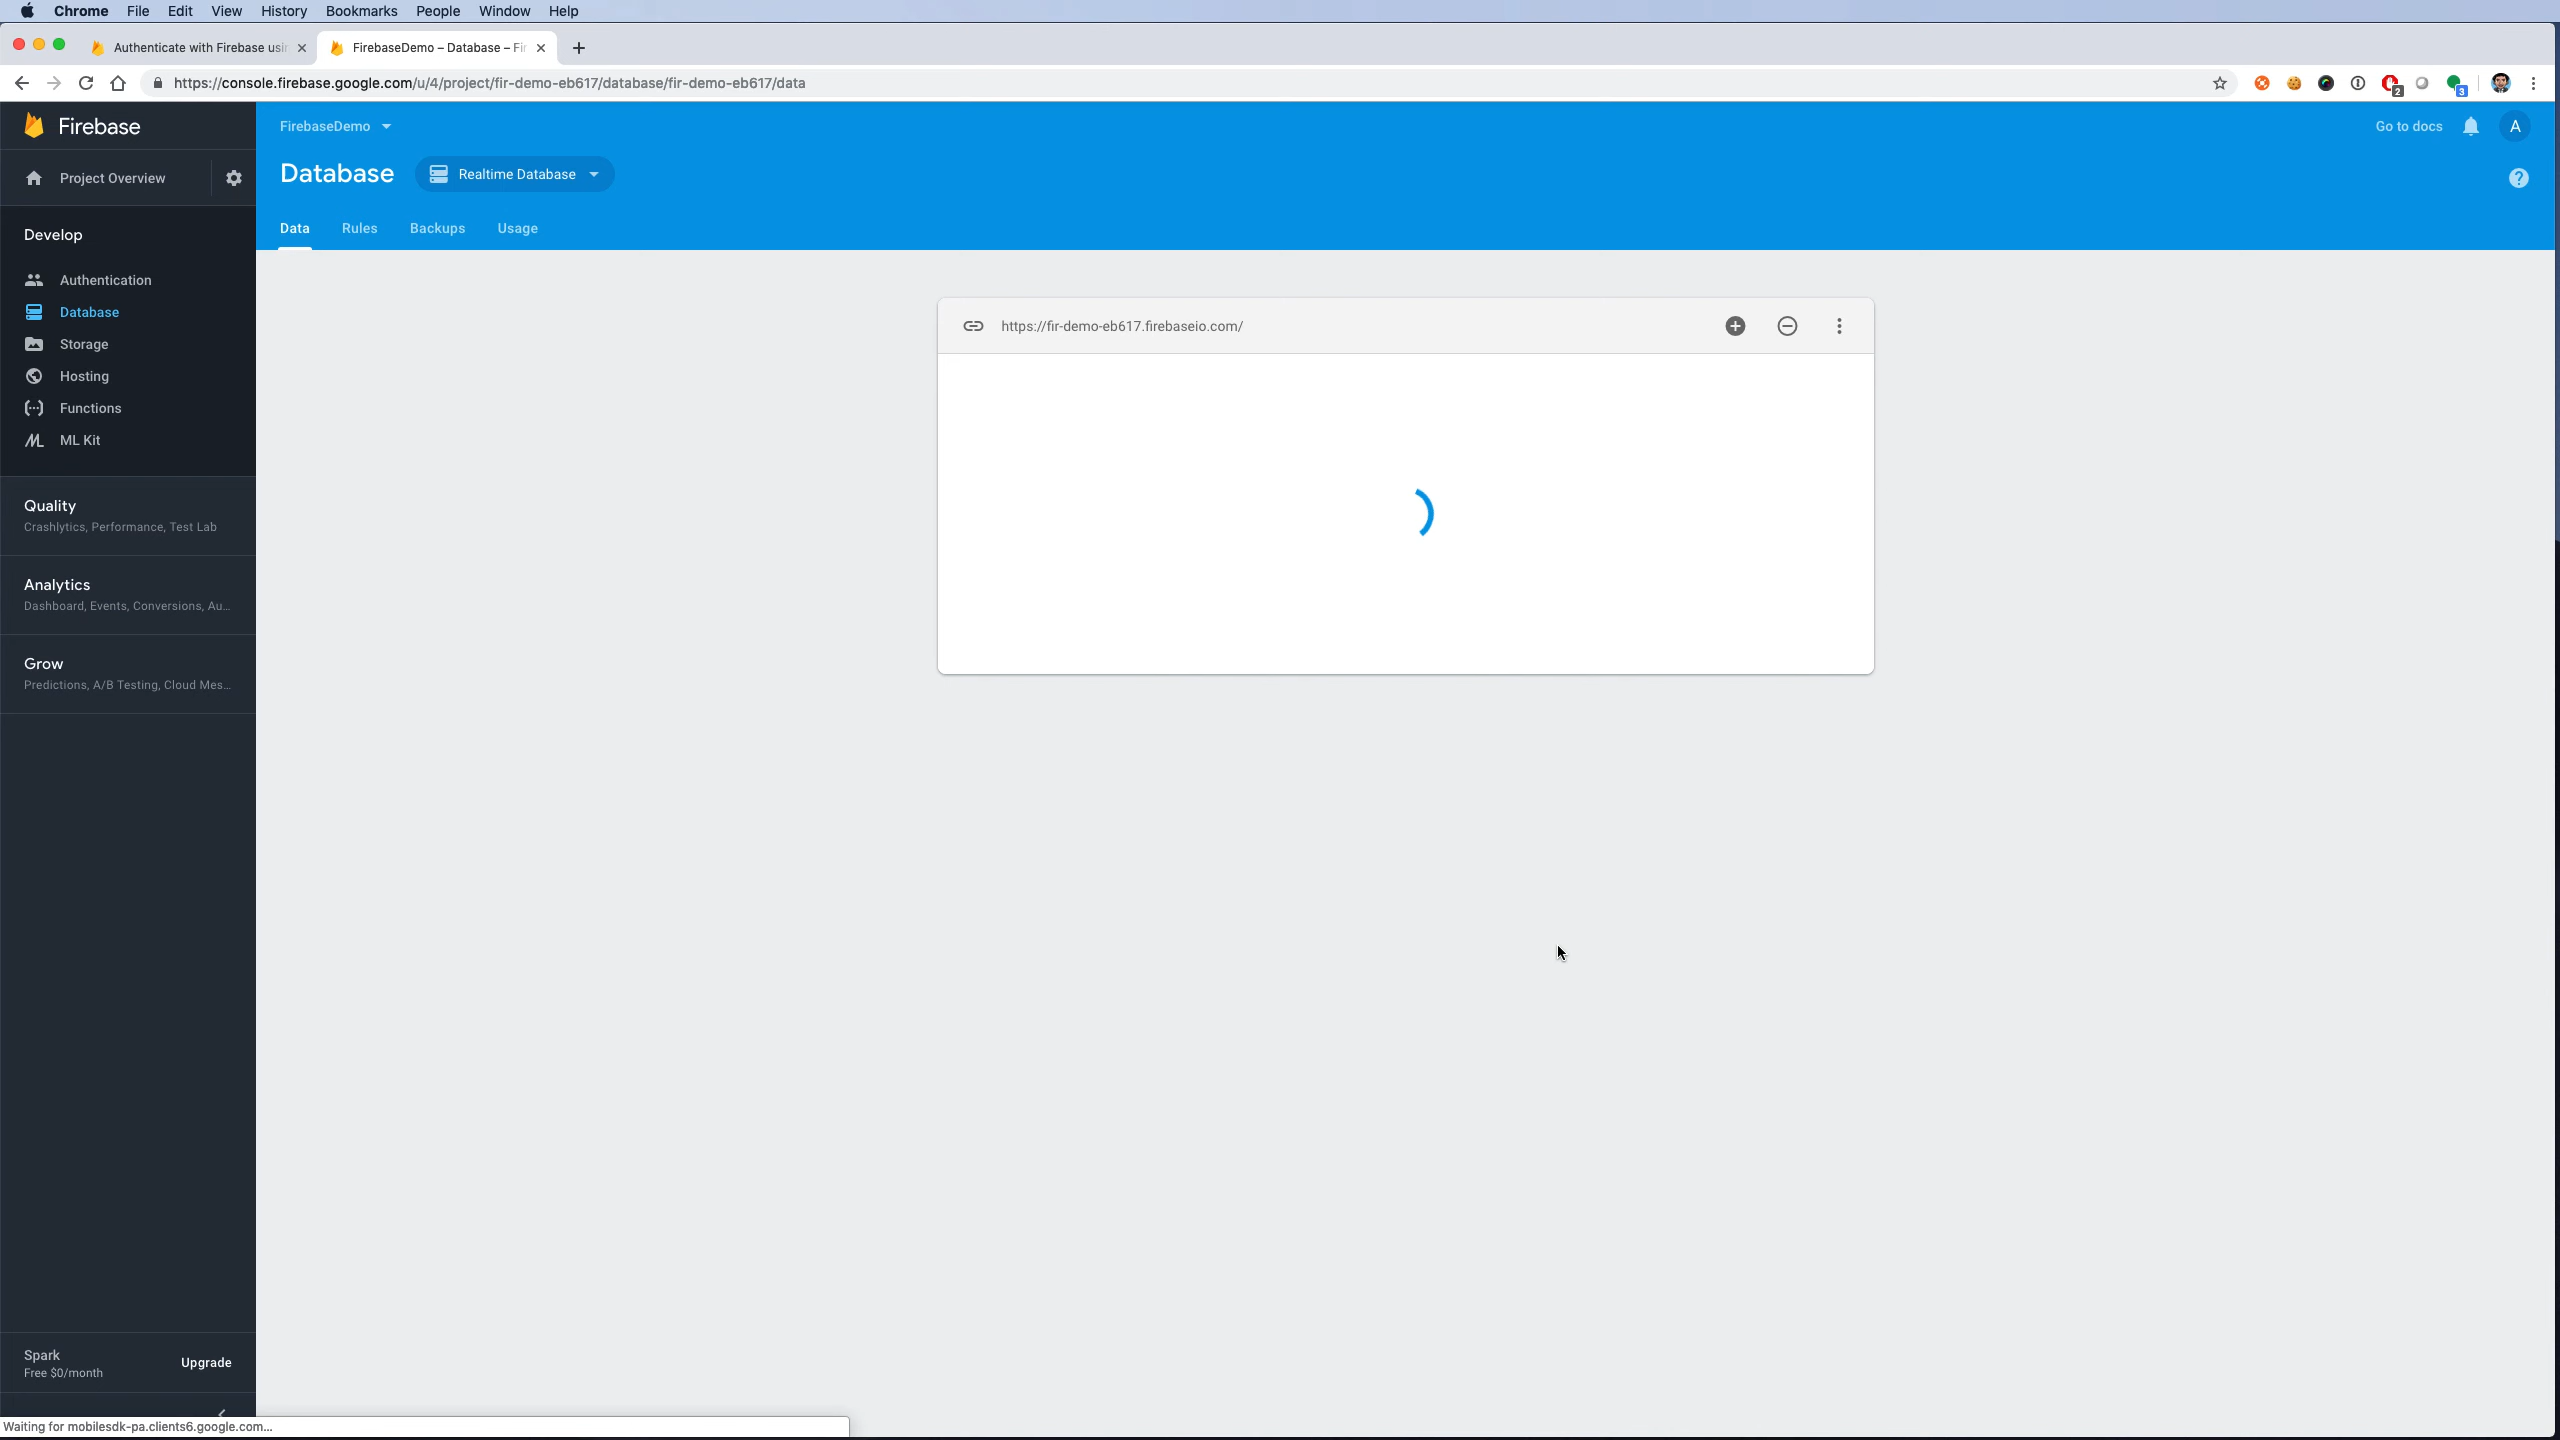 Chrome File Edit View History Bookmarks People Window Help
Authenticate with Firebase usi
FirebaseDemo – Database – Fir
https://console.firebase.google.com/u/4/project/fir-demo-eb617/database/fir-demo-eb617/data
2
3
Firebase
FirebaseDemo
Go to docs
A
Project Overview
Database
Realtime Database
?
Data Rules Backups Usage
Develop
Authentication
Database
Storage
Hosting
Functions
ML Kit
https://fir-demo-eb617.firebaseio.com/
Quality
Crashlytics, Performance, Test Lab
Analytics
Dashboard, Events, Conversions, Au...
Grow
Predictions, A/B Testing, Cloud Mes...
Spark
Free $0/month
Upgrade
Waiting for mobilesdk-pa.clients6.google.com...